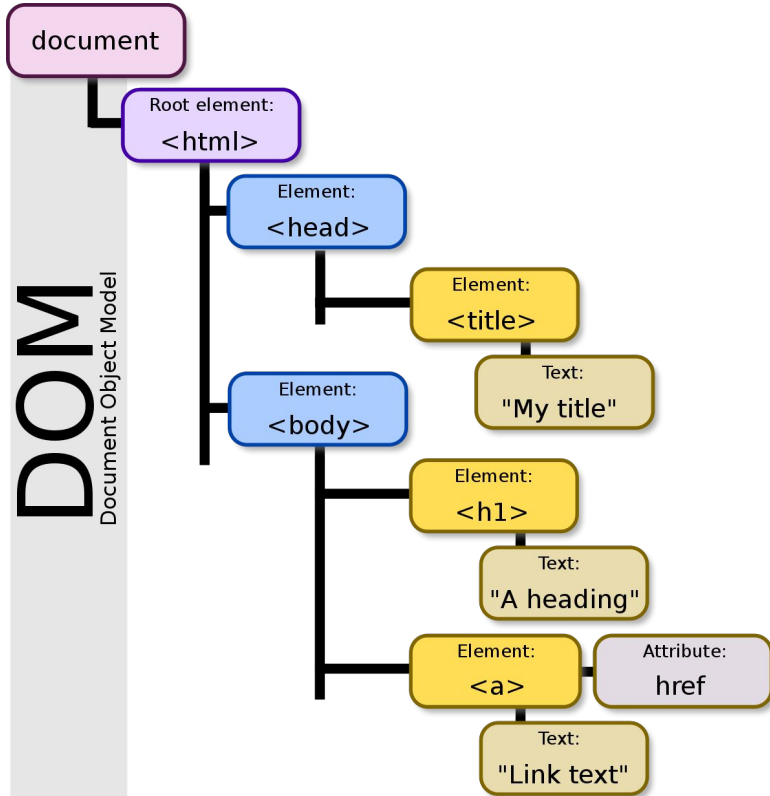 document
Root element:
<html>
Element:
<head>
Element:
<title>
Text:
"My title"
DOM
Document Object Model
Element:
<body>
Element:
<h1>
Text:
"A heading"
Element:
<a>
Attribute:
href
Text:
"Link text"